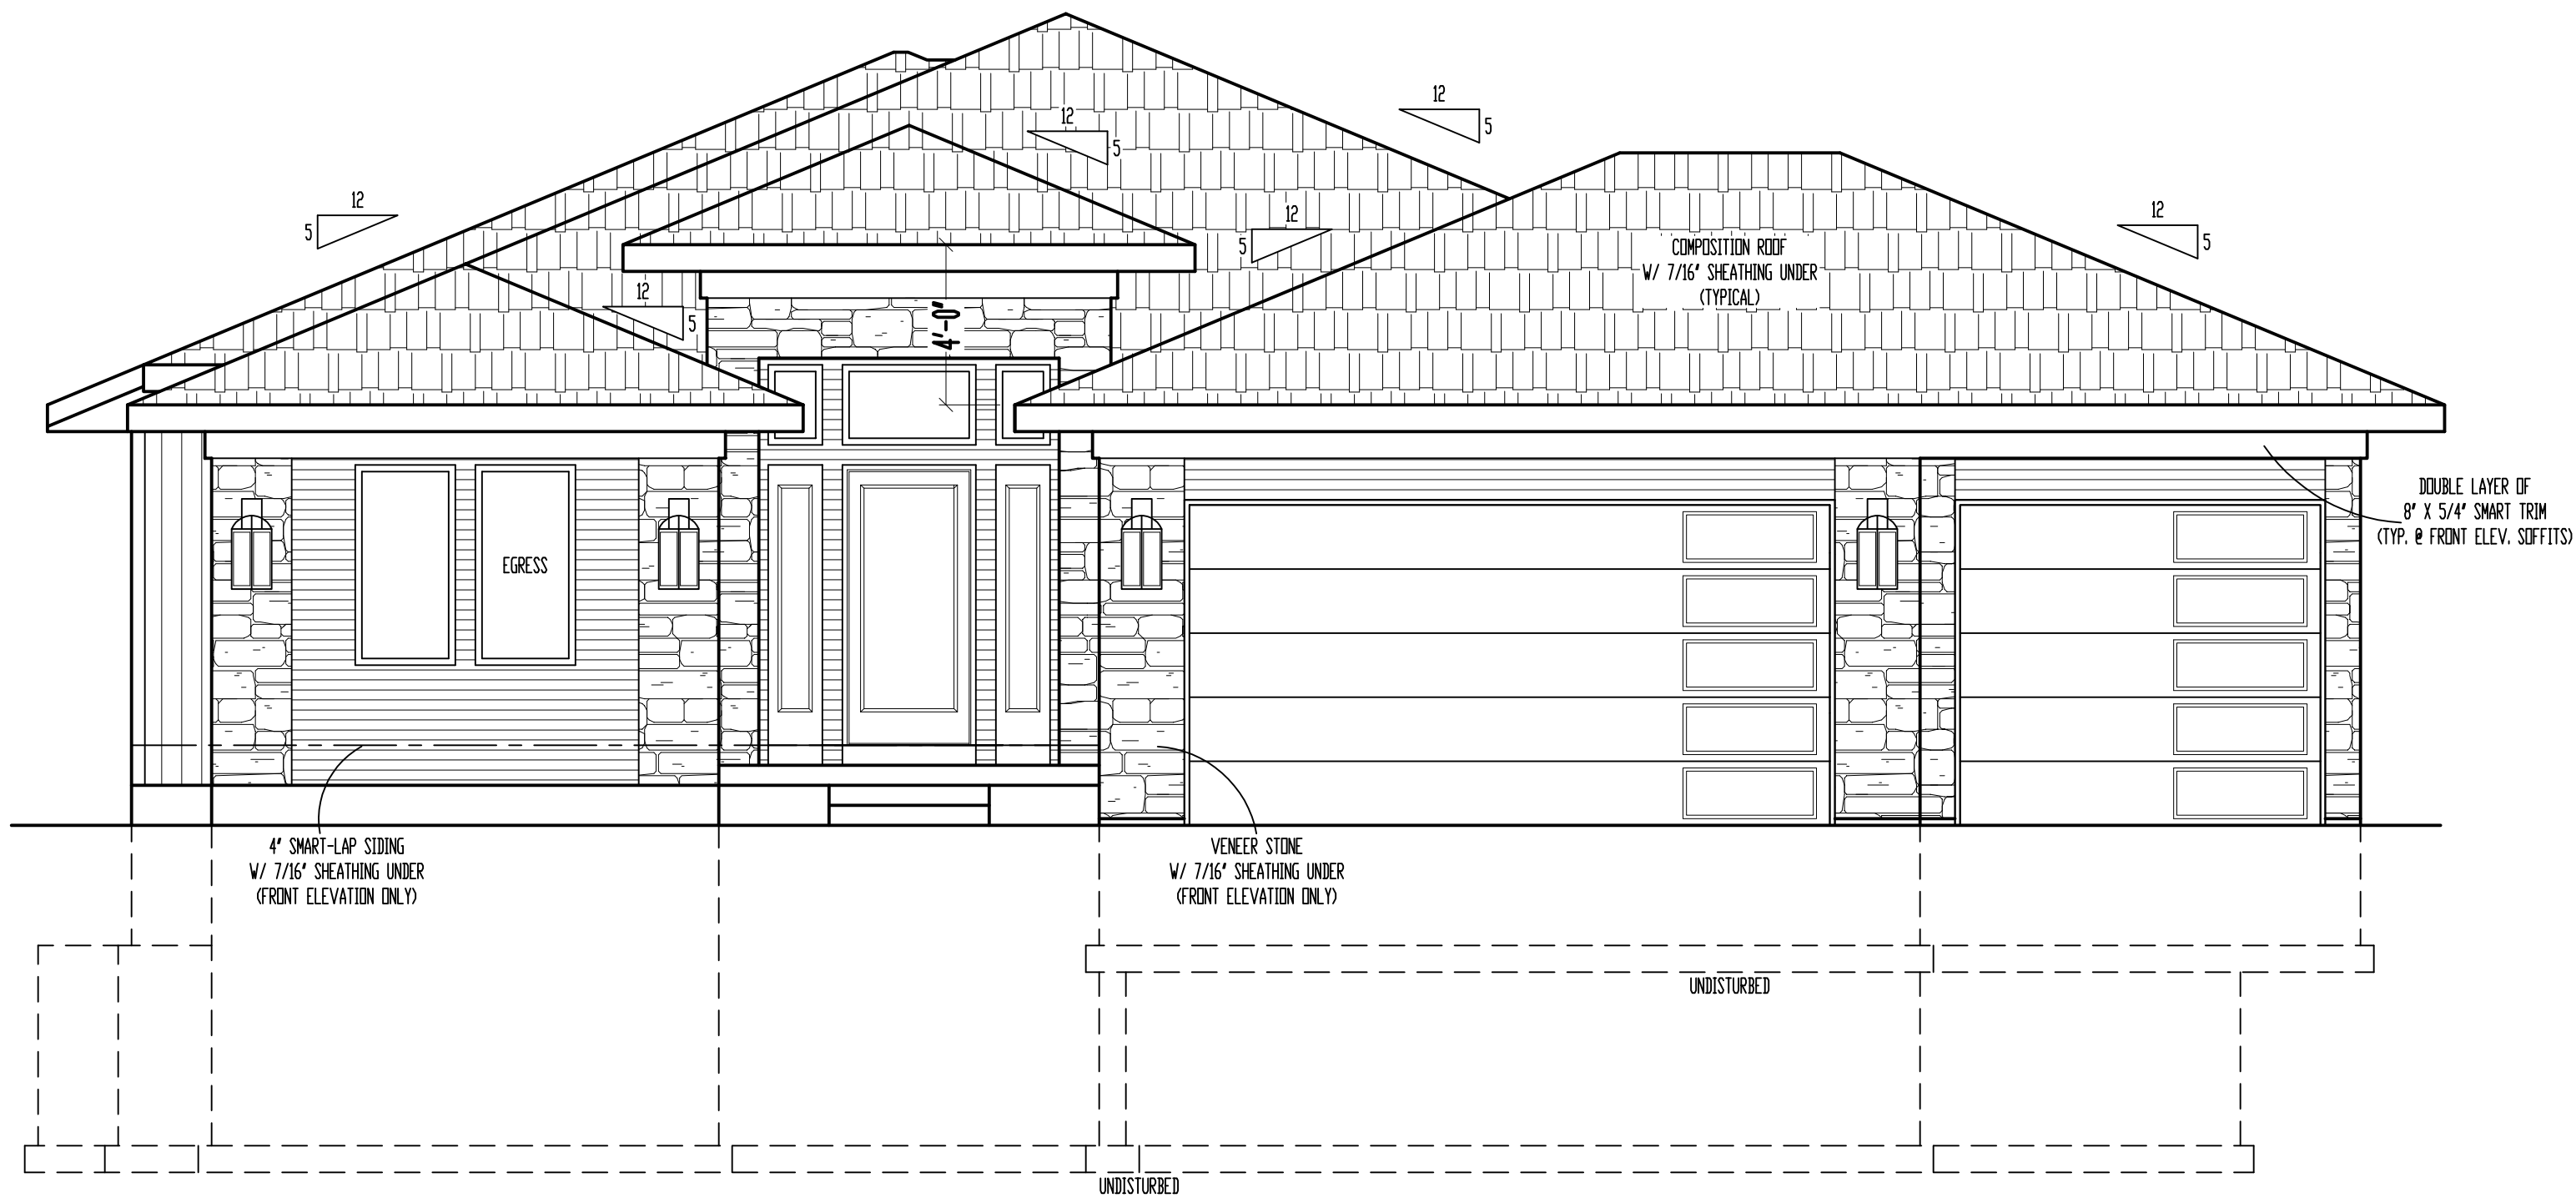 12
5
12
5
12
5
12
5
12
5
12
5
4'-0"
COMPOSITION ROOF
W/ 7/16" SHEATHING UNDER
(TYPICAL)
EGRESS
DOUBLE LAYER OF
8" X 5/4" SMART TRIM
(TYP. @ FRONT ELEV. SOFFITS)
4" SMART-LAP SIDING
W/ 7/16" SHEATHING UNDER
(FRONT ELEVATION ONLY)
VENEER STONE
W/ 7/16" SHEATHING UNDER
(FRONT ELEVATION ONLY)
UNDISTURBED
UNDISTURBED